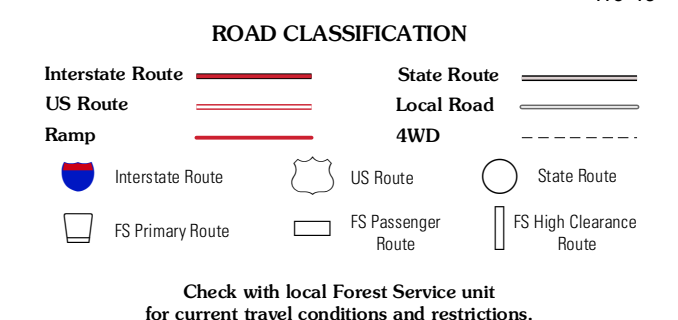 ROAD CLASSIFICATION
Interstate Route State Route
US Route Local Road
Ramp 4WD
Interstate Route US Route State Route
FS Primary Route FS Passenger Route FS High Clearance Route
Check with local Forest Service unit
for current travel conditions and restrictions.